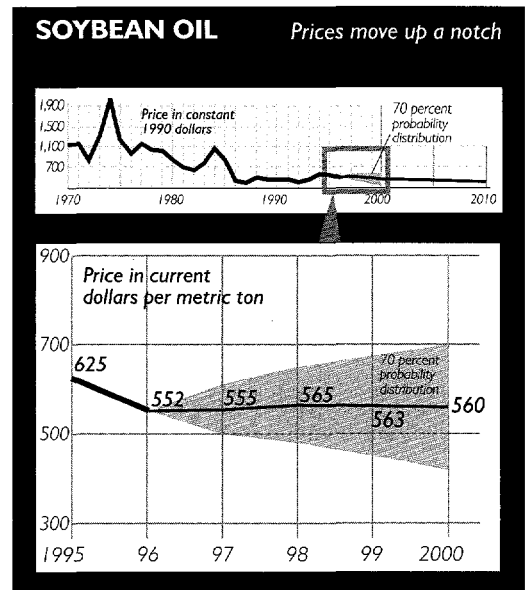 SOYBEAN OIL Prices move up a notch
1,900
1,500
1,100
700
Price in constant
1990 dollars
70 percent
probability
distribution
1970 1980 1990 2000 2010
900
700
500
300
Price in current
dollars per metric ton
70 percent
probability
distribution
625
552
555
565
563
560
1995 96 97 98 99 2000